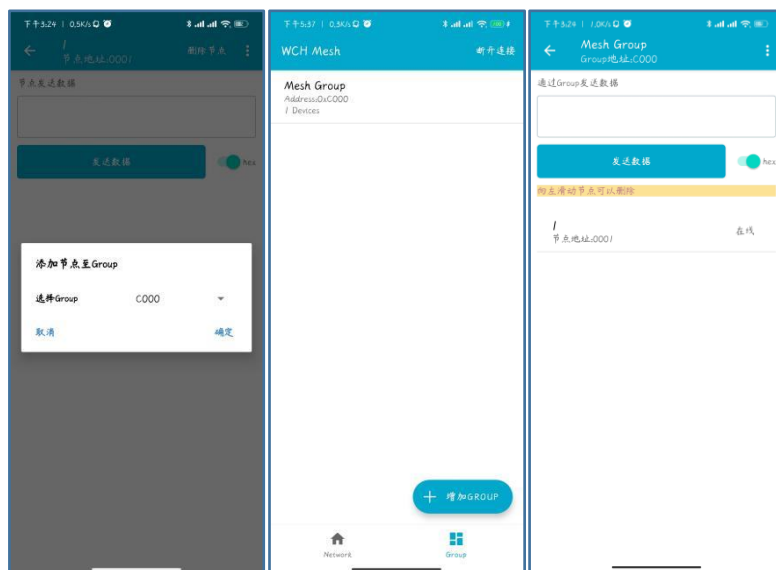 下午3:24 | 0.5K/s
/
节点地址:0001
删除节点
节点发送数据
发送数据
hex
添加节点至Group
选择Group
C000
取消
确定
下午5:37 | 0.3K/s
WCH Mesh
断开连接
Mesh Group
Address:0xC000
1 Devices
+ 增加GROUP
Network
Group
下午3:24 | 1.0K/s
Mesh Group
Group地址:C000
通过Group发送数据
发送数据
hex
向左滑动节点可以删除
/
节点地址:0001
在线